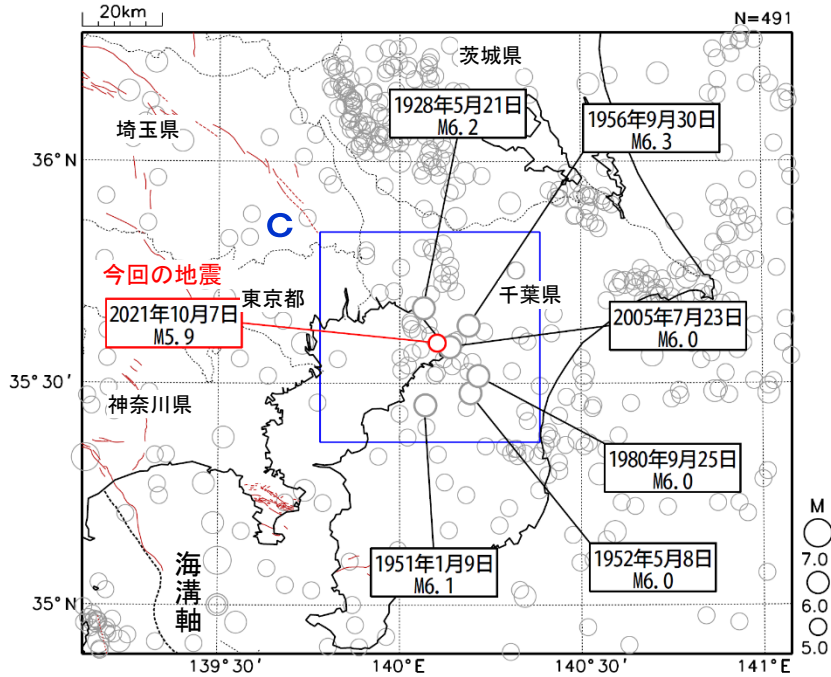 20km
N=491
茨城県
1928年5月21日
M6.2
1956年9月30日
M6.3
埼玉県
36°N
C
今回の地震
2021年10月7日
M5.9
東京都
千葉県
2005年7月23日
M6.0
35°30′
神奈川県
1980年9月25日
M6.0
1951年1月9日
M6.1
1952年5月8日
M6.0
海溝軸
35°N
M
7.0
6.0
5.0
139°30′
140°E
140°30′
141°E